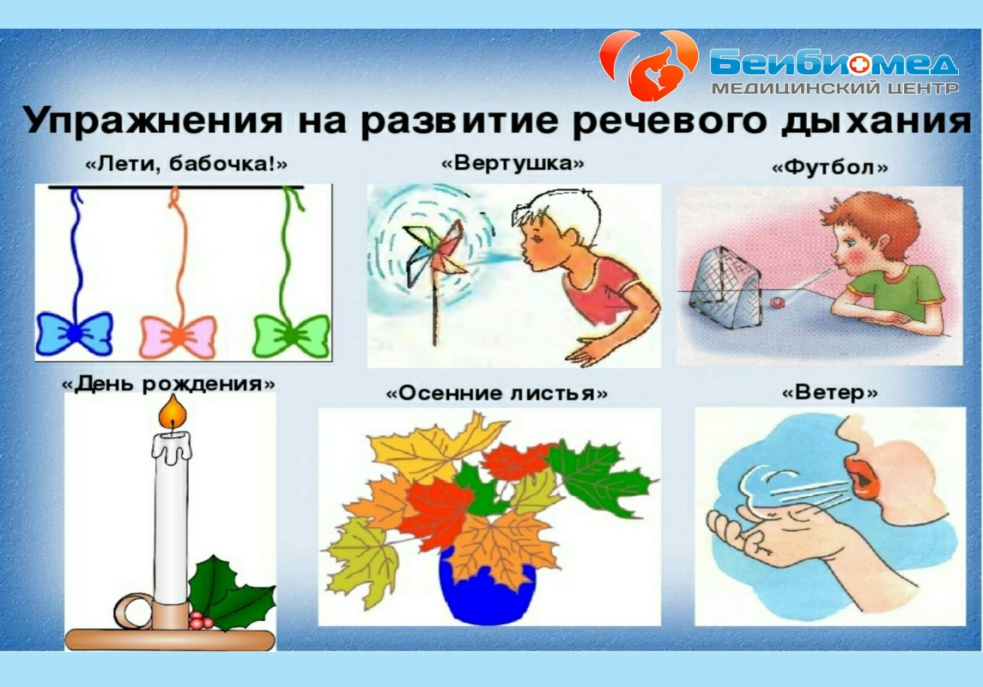 Бейбимед
МЕДИЦИНСКИЙ ЦЕНТР
Упражнения на развитие речевого дыхания
«Лети, бабочка!»
«Вертушка»
«Футбол»
«День рождения»
«Осенние листья»
«Ветер»